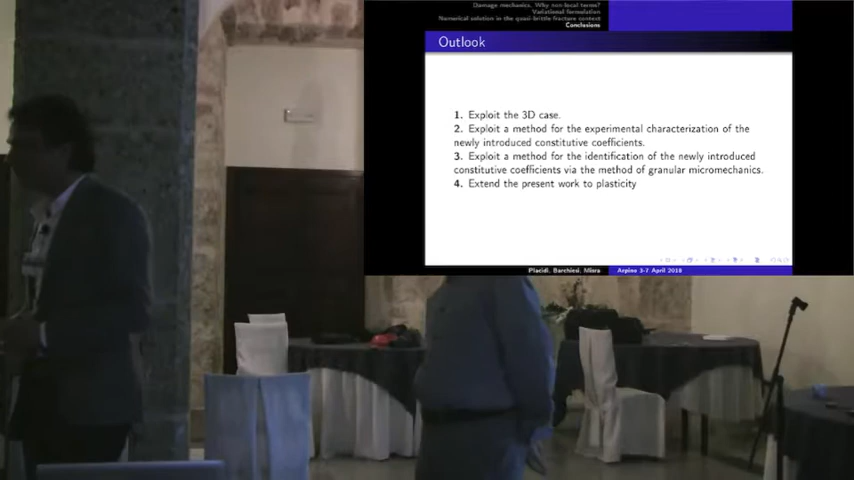 Damage mechanics. Why non-local terms?
Variational formulation
Numerical solution in the quasi-brittle fracture context
Conclusions
Outlook
1. Exploit the 3D case.
2. Exploit a method for the experimental characterization of the
newly introduced constitutive coefficients.
3. Exploit a method for the identification of the newly introduced
constitutive coefficients via the method of granular micromechanics.
4. Extend the present work to plasticity
Placidi, Barchiesi, Misra
Arpino 3-7 April 2018